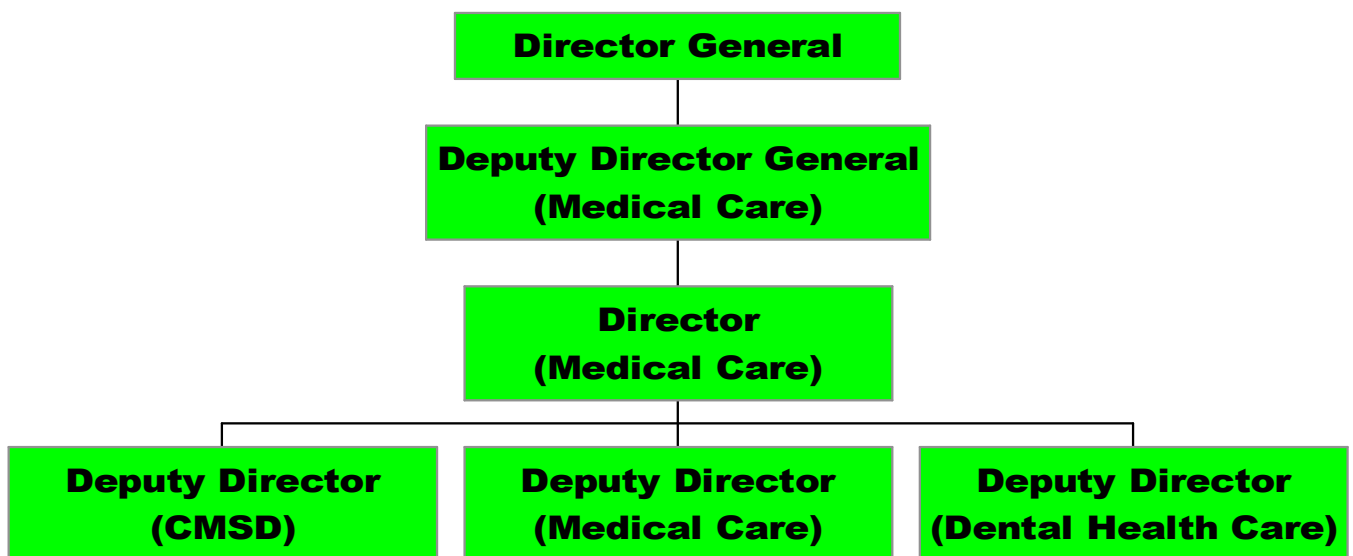 Director General
Deputy Director General
(Medical Care)
Director
(Medical Care)
Deputy Director
(CMSD)
Deputy Director
(Medical Care)
Deputy Director
(Dental Health Care)